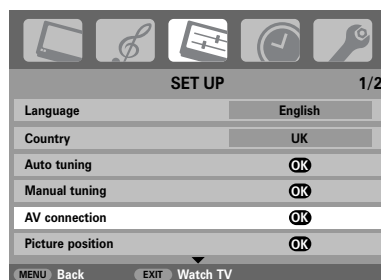 SET UP 1/2
Language English
Country UK
Auto tuning OK
Manual tuning OK
AV connection OK
Picture position OK
MENU Back EXIT Watch TV